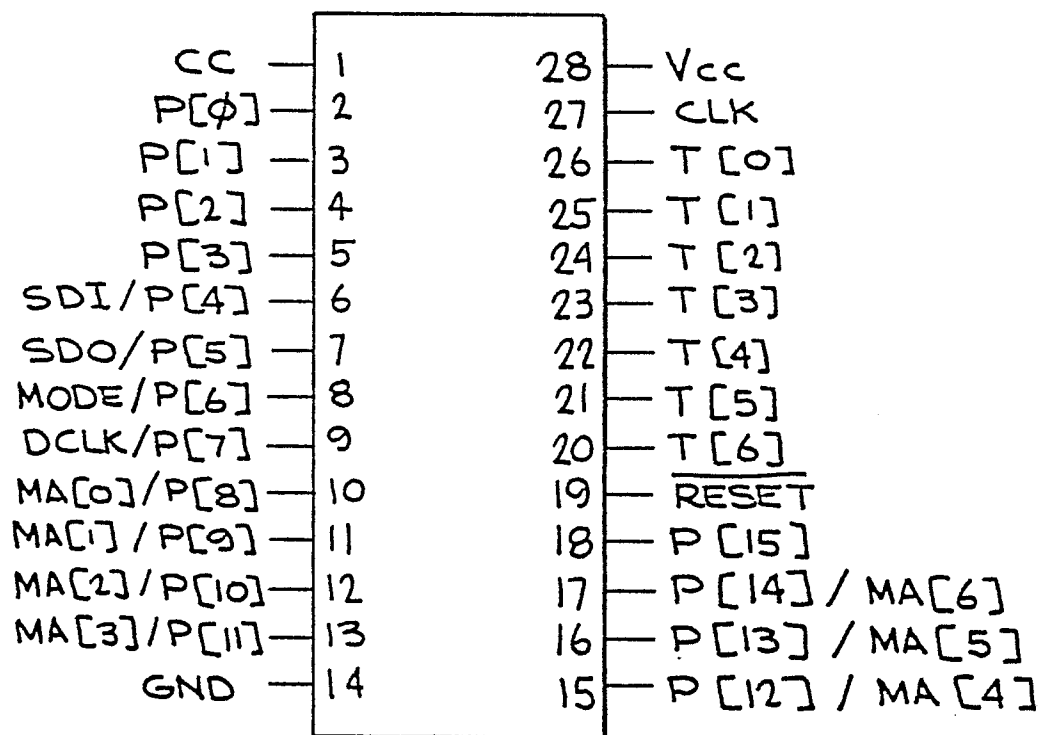 CC 1 28 Vcc
P[φ] 2 27 CLK
P[1] 3 26 T [0]
P[2] 4 25 T [1]
P[3] 5 24 T [2]
SDI/P[4] 6 23 T [3]
SDO/P[5] 7 22 T [4]
MODE/P[6] 8 21 T [5]
DCLK/P[7] 9 20 T [6]
MA[0]/P[8] 10 19 RESET
MA[1]/P[9] 11 18 P [15]
MA[2]/P[10] 12 17 P [14] / MA[6]
MA[3]/P[11] 13 16 P [13] / MA[5]
GND 14 15 P [12] / MA [4]